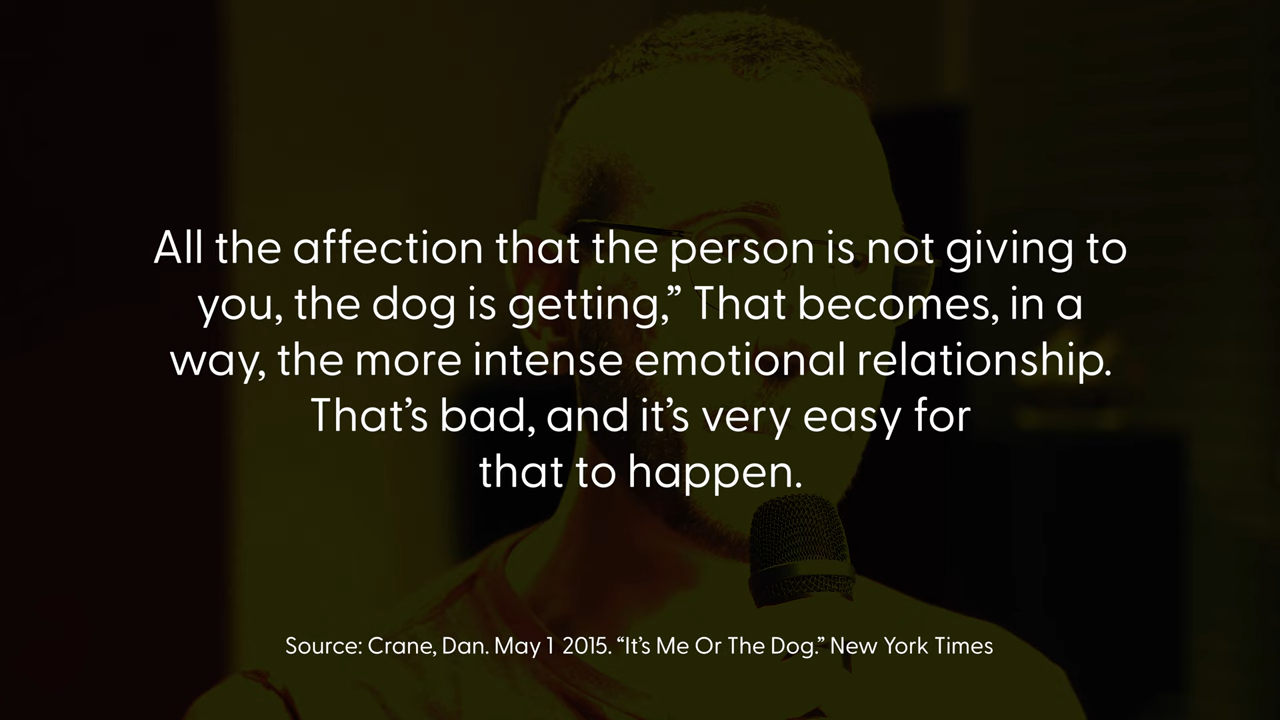 All the affection that the person is not giving to
you, the dog is getting,” That becomes, in a
way, the more intense emotional relationship.
That’s bad, and it’s very easy for
that to happen.
Source: Crane, Dan. May 1 2015. “It’s Me Or The Dog.” New York Times